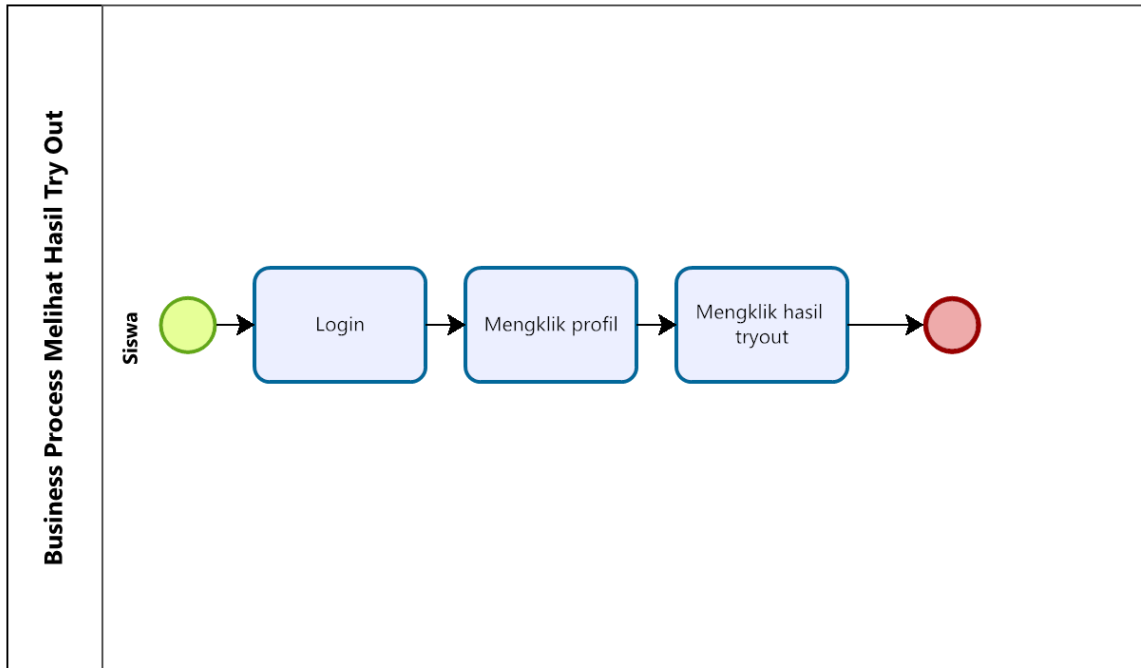 Business Process Melihat Hasil Try Out
Siswa
Login
Mengklik profil
Mengklik hasil
tryout